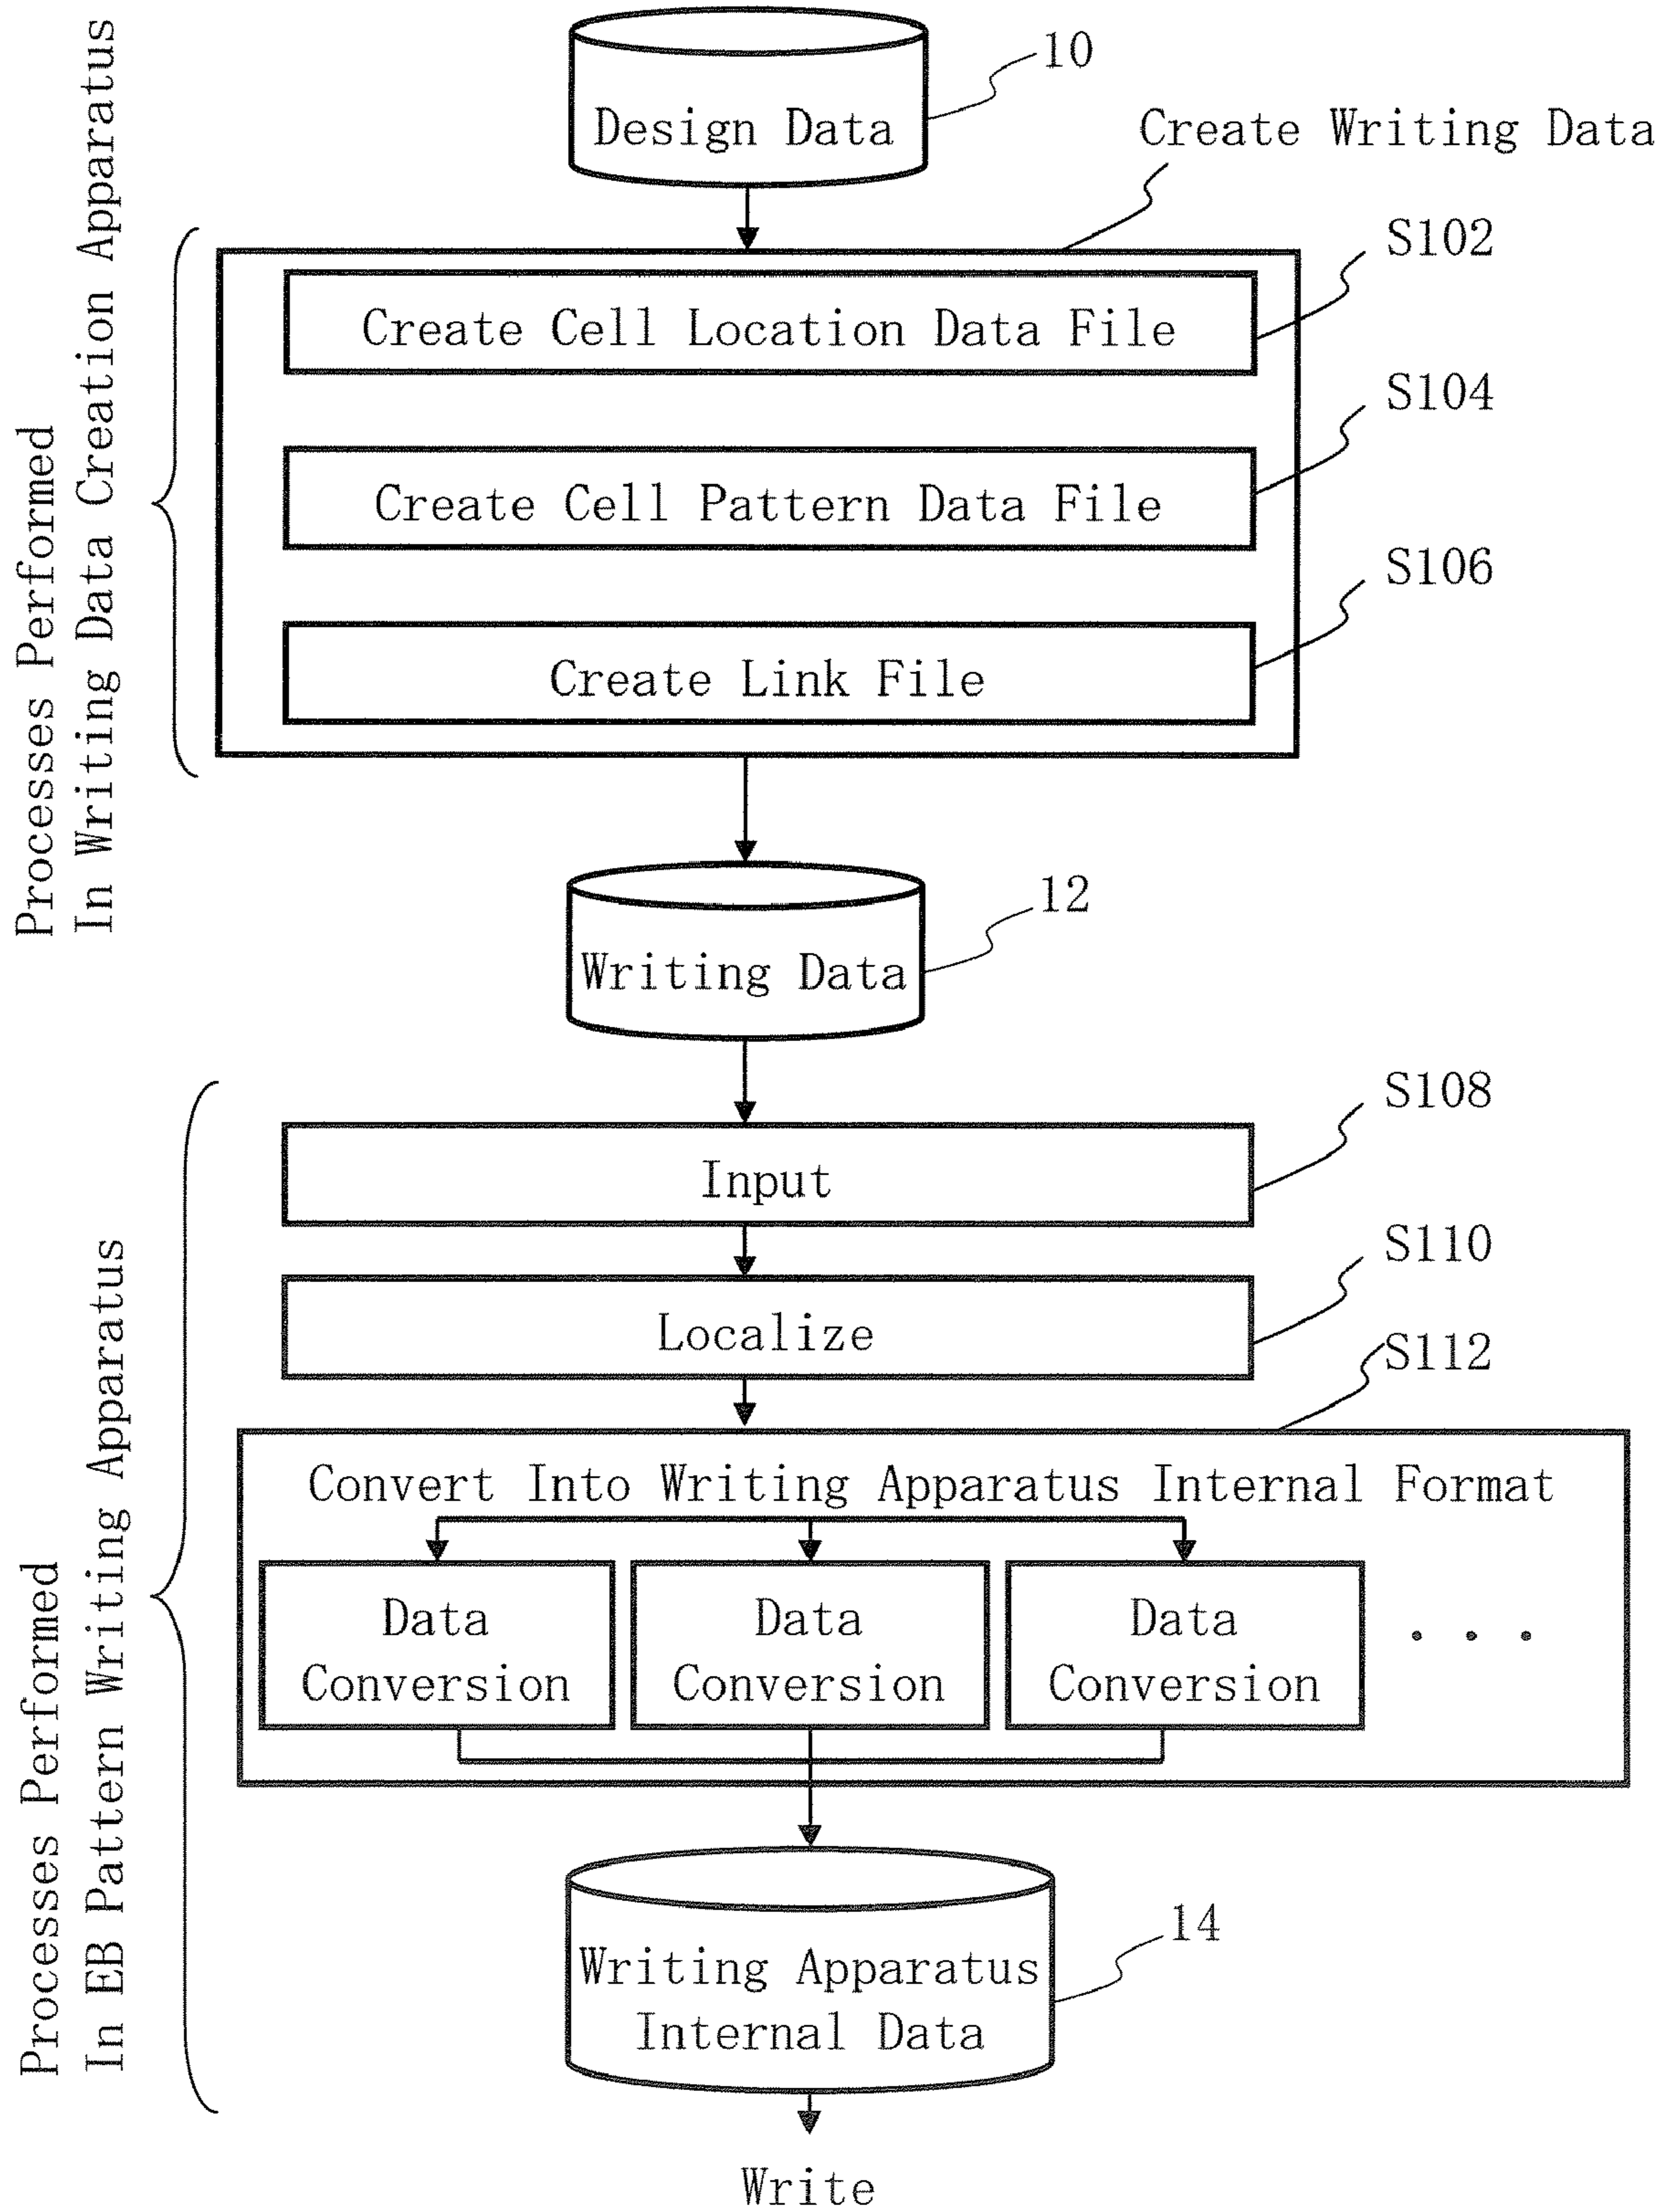 10
Design Data
Create Writing Data
S102
Create Cell Location Data File
S104
Create Cell Pattern Data File
S106
Create Link File
Processes Performed
In Writing Data Creation Apparatus
12
Writing Data
S108
Input
S110
Localize
S112
Convert Into Writing Apparatus Internal Format
Data
Conversion
Data
Conversion
Data
Conversion
. . .
Processes Performed
In EB Pattern Writing Apparatus
14
Writing Apparatus
Internal Data
Write